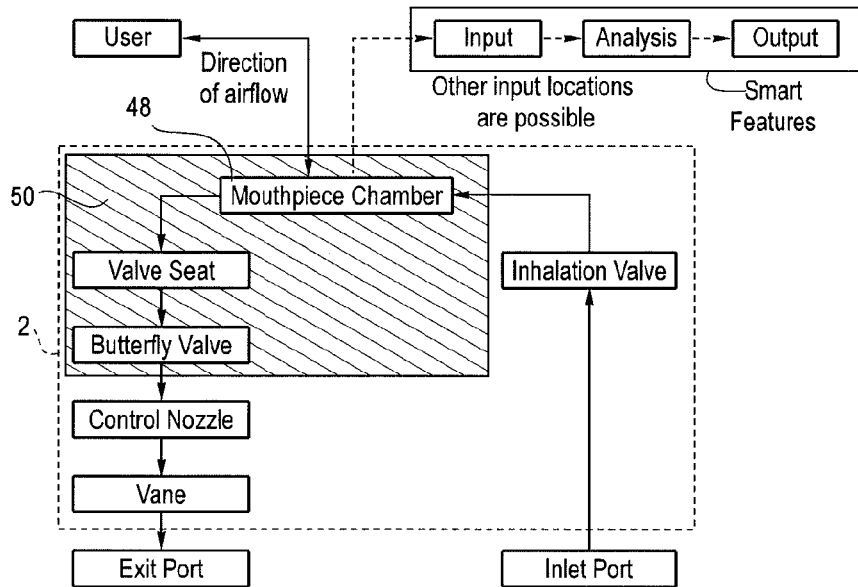 User
Input
Analysis
Output
Direction
of airflow
Other input locations
are possible
Smart
Features
48
50
Mouthpiece Chamber
Valve Seat
Inhalation Valve
2
Butterfly Valve
Control Nozzle
Vane
Exit Port
Inlet Port